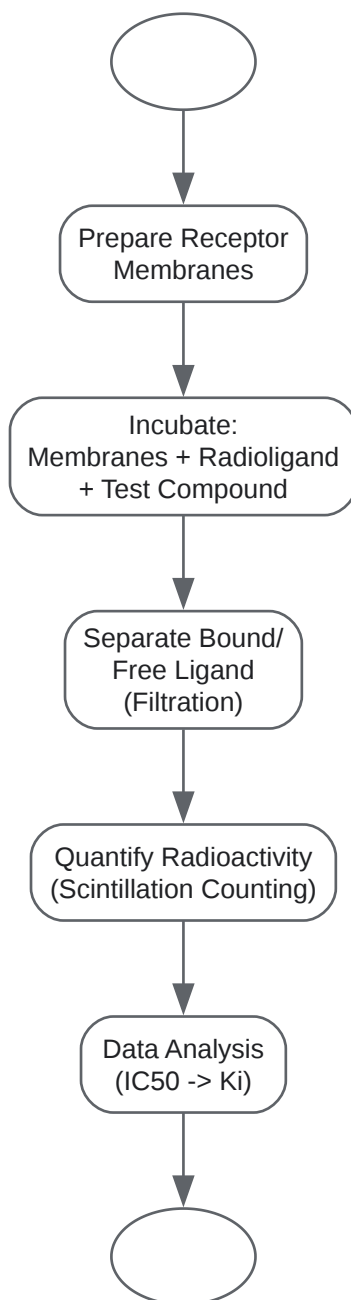 Prepare Receptor
Membranes
Incubate:
Membranes + Radioligand
+ Test Compound
Separate Bound/
Free Ligand
(Filtration)
Quantify Radioactivity
(Scintillation Counting)
Data Analysis
(IC50 -> Ki)